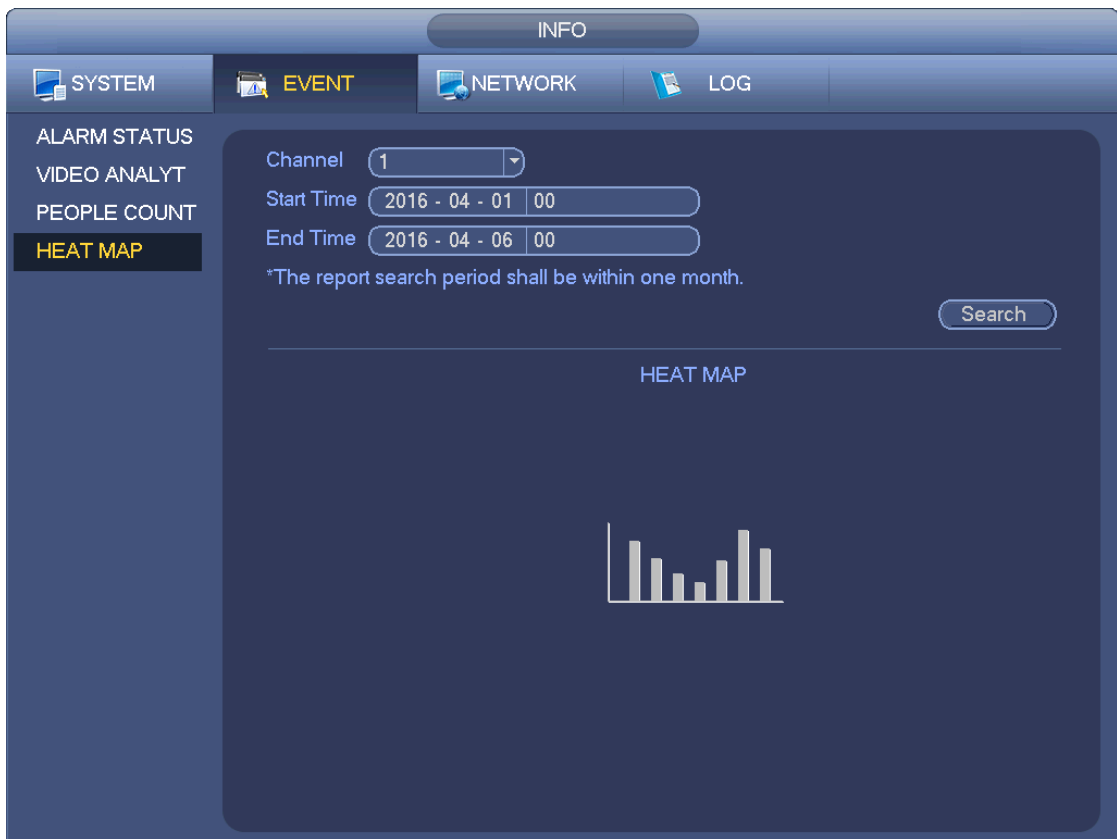 INFO
SYSTEM EVENT NETWORK LOG
ALARM STATUS
VIDEO ANALYT
PEOPLE COUNT
HEAT MAP
Channel 1
Start Time 2016 - 04 - 01 00
End Time 2016 - 04 - 06 00
*The report search period shall be within one month.
Search
HEAT MAP